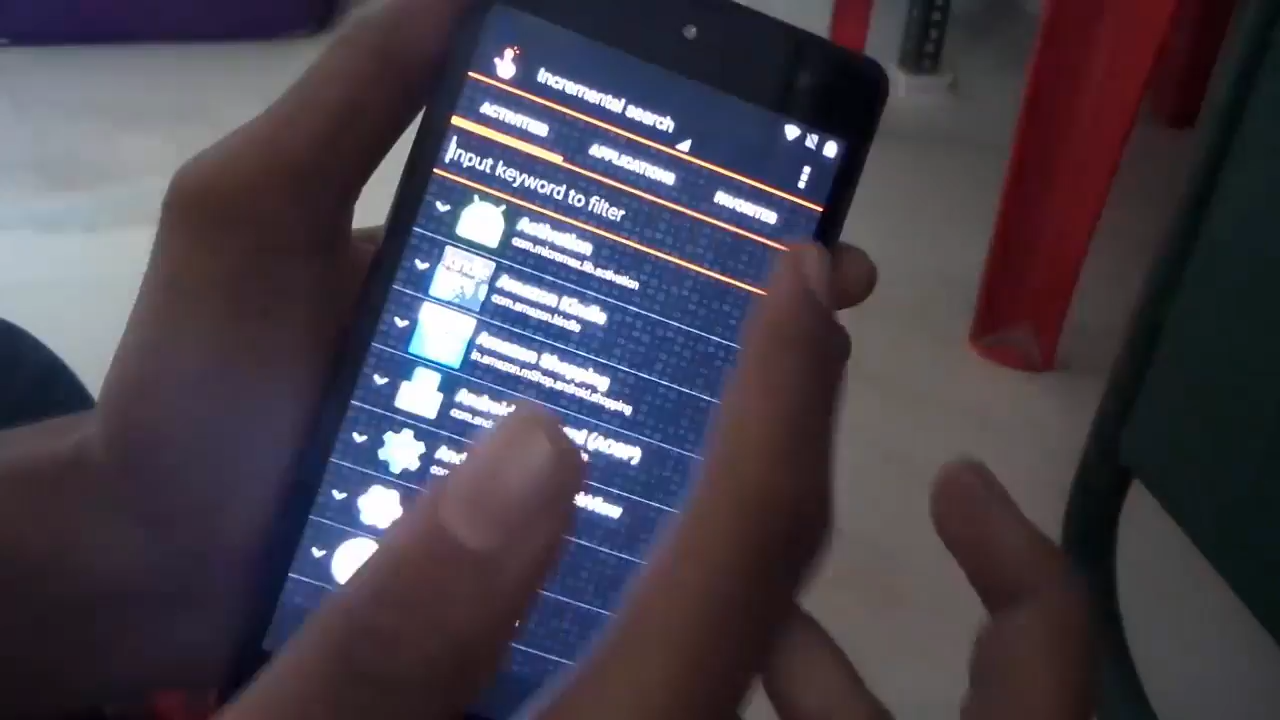 Incremental search
ACTIVITIES
APPLICATIONS
FAVORITES
Input keyword to filter
Activation
com.micromax.lib.activation
Amazon Kindle
com.amazon.kindle
Amazon Shopping
in.amazon.mShop.android.shopping
(AOSP)